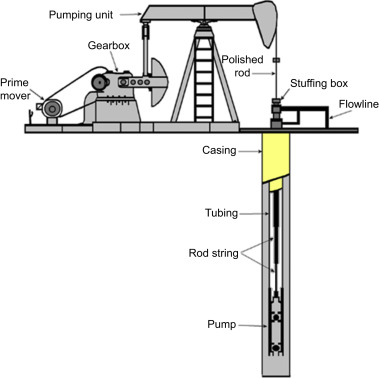 Pumping unit
Gearbox
Polished
rod
Prime
mover
Stuffing box
Flowline
Casing
Tubing
Rod string
Pump